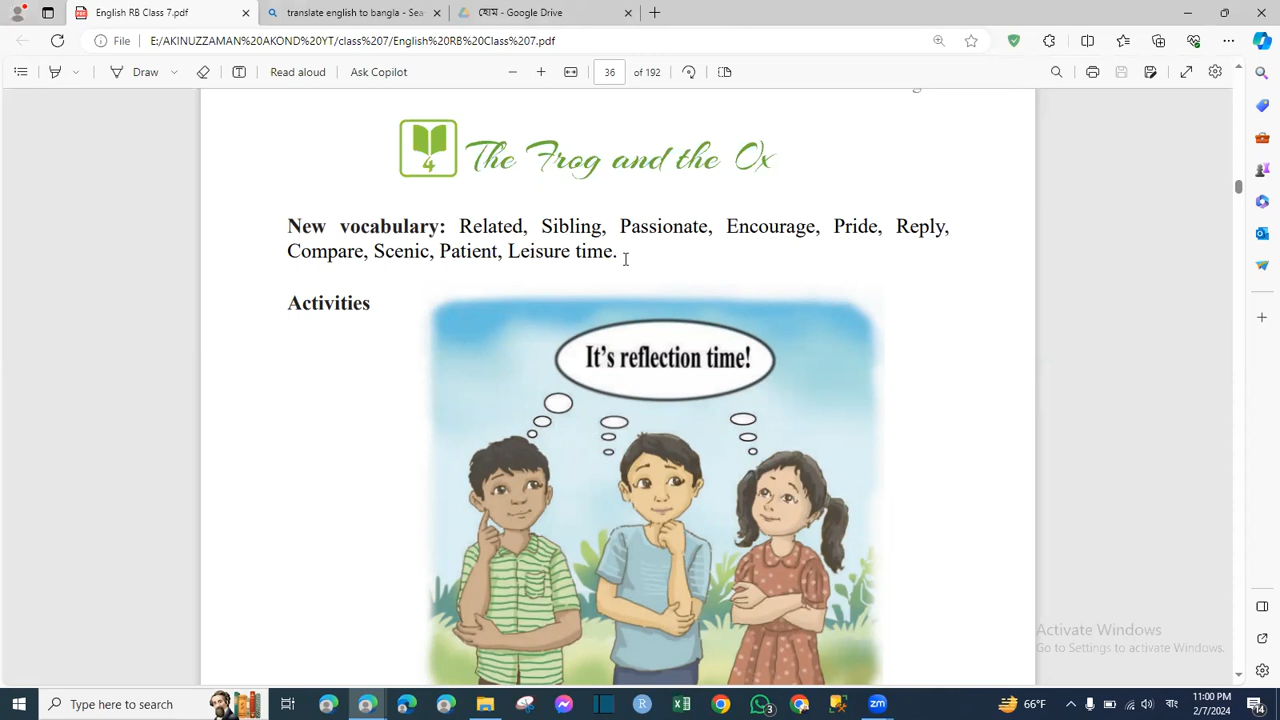 English RB Class 7.pdf
translate english to bangla - Sea
হোম - Google Drive
File
E:/AKINUZZAMAN%20AKOND%20YT/class%207/English%20RB%20Class%207.pdf
Draw
Read aloud
Ask Copilot
36
of 192
4
The Frog and the Ox
New vocabulary: Related, Sibling, Passionate, Encourage, Pride, Reply,
Compare, Scenic, Patient, Leisure time.
Activities
It's reflection time!
Activate Windows
Go to Settings to activate Windows.
Type here to search
3
66°F
11:00 PM
2/7/2024
14